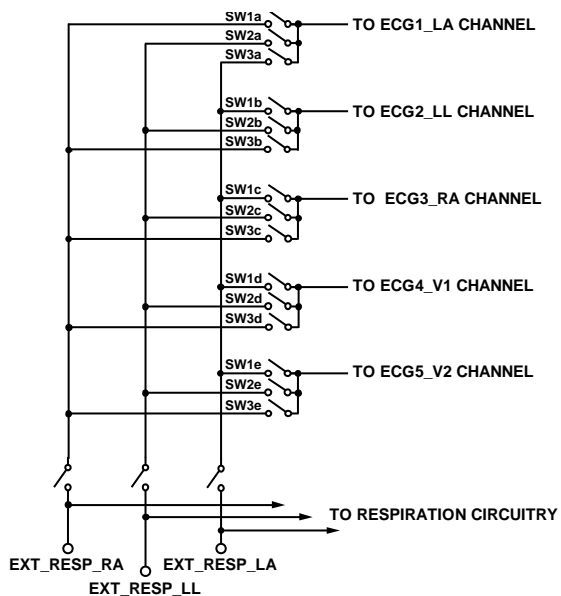 SW1a
TO ECG1_LA CHANNEL
SW2a
SW3a
SW1b
TO ECG2_LL CHANNEL
SW2b
SW3b
SW1c
TO ECG3_RA CHANNEL
SW2c
SW3c
SW1d
TO ECG4_V1 CHANNEL
SW2d
SW3d
SW1e
TO ECG5_V2 CHANNEL
SW2e
SW3e
TO RESPIRATION CIRCUITRY
EXT_RESP_RA
EXT_RESP_LA
EXT_RESP_LL